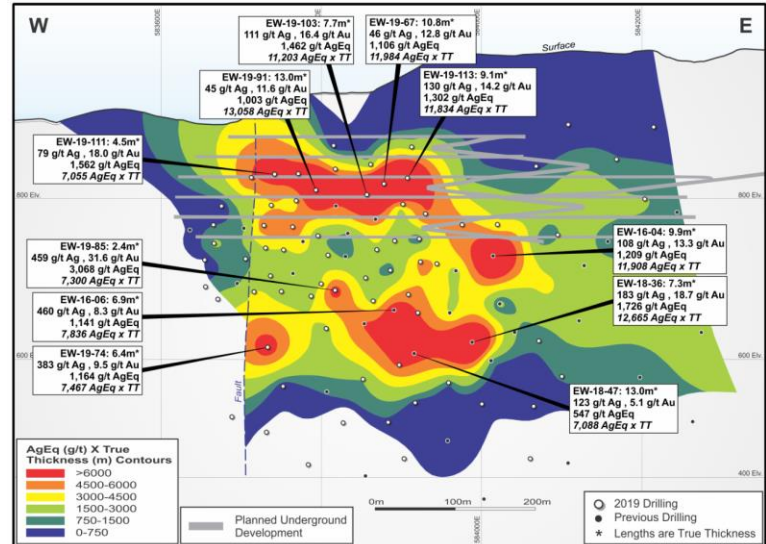 W
E
583600
584000
584200
Surface
EW-19-103: 7.7m*
111 g/t Ag , 16.4 g/t Au
1,462 g/t AgEq
11,203 AgEq x TT
EW-19-67: 10.8m*
46 g/t Ag , 12.8 g/t Au
1,106 g/t AgEq
11,984 AgEq x TT
EW-19-91: 13.0m*
45 g/t Ag , 11.6 g/t Au
1,003 g/t AgEq
13,058 AgEq x TT
EW-19-113: 9.1m*
130 g/t Ag , 14.2 g/t Au
1,302 g/t AgEq
11,834 AgEq x TT
EW-19-111: 4.5m*
79 g/t Ag , 18.0 g/t Au
1,562 g/t AgEq
7,055 AgEq x TT
800 Elv.
800 Elv.
EW-19-85: 2.4m*
459 g/t Ag , 31.6 g/t Au
3,068 g/t AgEq
7,300 AgEq x TT
EW-16-04: 9.9m*
108 g/t Ag , 13.3 g/t Au
1,209 g/t AgEq
11,908 AgEq x TT
EW-16-06: 6.9m*
460 g/t Ag , 8.3 g/t Au
1,141 g/t AgEq
7,836 AgEq x TT
EW-18-36: 7.3m*
183 g/t Ag , 18.7 g/t Au
1,726 g/t AgEq
12,665 AgEq x TT
EW-19-74: 6.4m*
383 g/t Ag , 9.5 g/t Au
1,164 g/t AgEq
7,467 AgEq x TT
600 Elv.
600 Elv.
EW-18-47: 13.0m*
123 g/t Ag , 5.1 g/t Au
547 g/t AgEq
7,088 AgEq x TT
Fault
400 Elv.
AgEq (g/t) X True
Thickness (m) Contours
>6000
4500-6000
3000-4500
1500-3000
750-1500
0-750
Planned Underground
Development
0m 100m 200m
584000
2019 Drilling
Previous Drilling
* Lengths are True Thickness